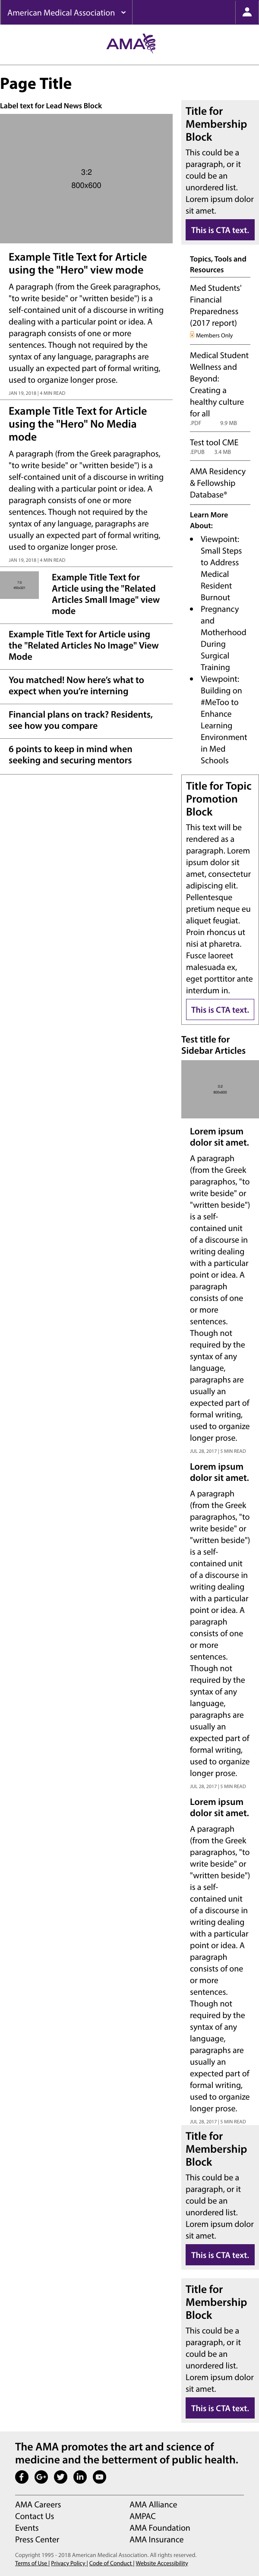 American Medical Association
AMA
Page Title
Label text for Lead News Block
3:2
800x600
Example Title Text for Article
using the "Hero" view mode
A paragraph (from the Greek paragraphos,
"to write beside" or "written beside") is a
self-contained unit of a discourse in writing
dealing with a particular point or idea. A
paragraph consists of one or more
sentences. Though not required by the
syntax of any language, paragraphs are
usually an expected part of formal writing,
used to organize longer prose.
JAN 19, 2018 | 4 MIN READ
Example Title Text for Article
using the "Hero" No Media
mode
A paragraph (from the Greek paragraphos,
"to write beside" or "written beside") is a
self-contained unit of a discourse in writing
dealing with a particular point or idea. A
paragraph consists of one or more
sentences. Though not required by the
syntax of any language, paragraphs are
usually an expected part of formal writing,
used to organize longer prose.
JAN 19, 2018 | 4 MIN READ
Example Title Text for
Article using the "Related
Articles Small Image" view
mode
Example Title Text for Article using
the "Related Articles No Image" View
Mode
You matched! Now here's what to
expect when you're interning
Financial plans on track? Residents,
see how you compare
6 points to keep in mind when
seeking and securing mentors
Title for
Membership
Block
This could be a
paragraph, or it
could be an
unordered list.
Lorem ipsum dolor
sit amet.
This is CTA text.
Topics, Tools and
Resources
Med Students'
Financial
Preparedness
(2017 report)
Members Only
Medical Student
Wellness and
Beyond:
Creating a
healthy culture
for all
.PDF 9.9 MB
Test tool CME
.EPUB 3.4 MB
AMA Residency
& Fellowship
Database®
Learn More
About:
Viewpoint:
Small Steps
to Address
Medical
Resident
Burnout
Pregnancy
and
Motherhood
During
Surgical
Training
Viewpoint:
Building on
#MeToo to
Enhance
Learning
Environment
in Med
Schools
Title for Topic
Promotion
Block
This text will be
rendered as a
paragraph. Lorem
ipsum dolor sit
amet, consectetur
adipiscing elit.
Pellentesque
pretium neque eu
aliquet feugiat.
Proin rhoncus ut
nisi at pharetra.
Fusce laoreet
malesuada ex,
eget porttitor ante
interdum in.
This is CTA text.
Test title for
Sidebar Articles
Lorem ipsum
dolor sit amet.
A paragraph
(from the Greek
paragraphos, "to
write beside" or
"written beside")
is a self-
contained unit
of a discourse in
writing dealing
with a particular
point or idea. A
paragraph
consists of one
or more
sentences.
Though not
required by the
syntax of any
language,
paragraphs are
usually an
expected part of
formal writing,
used to organize
longer prose.
JUL 28, 2017 | 5 MIN READ
Lorem ipsum
dolor sit amet.
A paragraph
(from the Greek
paragraphos, "to
write beside" or
"written beside")
is a self-
contained unit
of a discourse in
writing dealing
with a particular
point or idea. A
paragraph
consists of one
or more
sentences.
Though not
required by the
syntax of any
language,
paragraphs are
usually an
expected part of
formal writing,
used to organize
longer prose.
JUL 28, 2017 | 5 MIN READ
Lorem ipsum
dolor sit amet.
A paragraph
(from the Greek
paragraphos, "to
write beside" or
"written beside")
is a self-
contained unit
of a discourse in
writing dealing
with a particular
point or idea. A
paragraph
consists of one
or more
sentences.
Though not
required by the
syntax of any
language,
paragraphs are
usually an
expected part of
formal writing,
used to organize
longer prose.
JUL 28, 2017 | 5 MIN READ
Title for
Membership
Block
This could be a
paragraph, or it
could be an
unordered list.
Lorem ipsum dolor
sit amet.
This is CTA text.
Title for
Membership
Block
This could be a
paragraph, or it
could be an
unordered list.
Lorem ipsum dolor
sit amet.
This is CTA text.
The AMA promotes the art and science of
medicine and the betterment of public health.
AMA Careers
Contact Us
Events
Press Center
AMA Alliance
AMPAC
AMA Foundation
AMA Insurance
Copyright 1995 - 2018 American Medical Association. All rights reserved.
Terms of Use | Privacy Policy | Code of Conduct | Website Accessibility